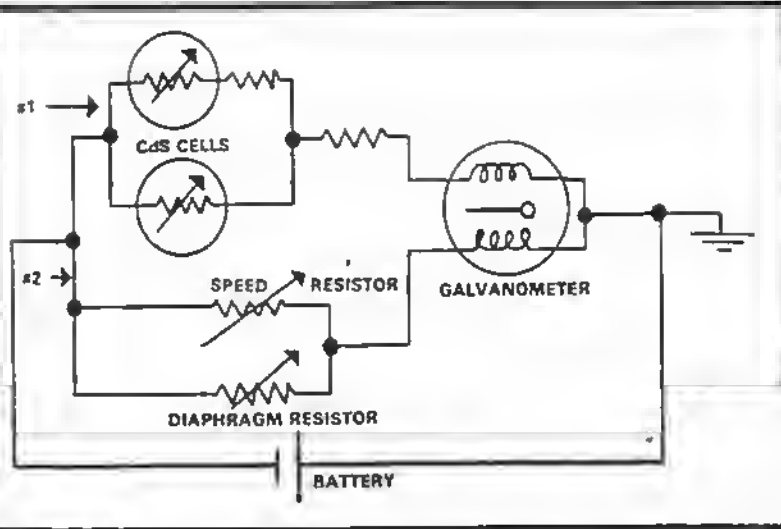 #1
CdS CELLS
#2
SPEED RESISTOR
GALVANOMETER
DIAPHRAGM RESISTOR
BATTERY